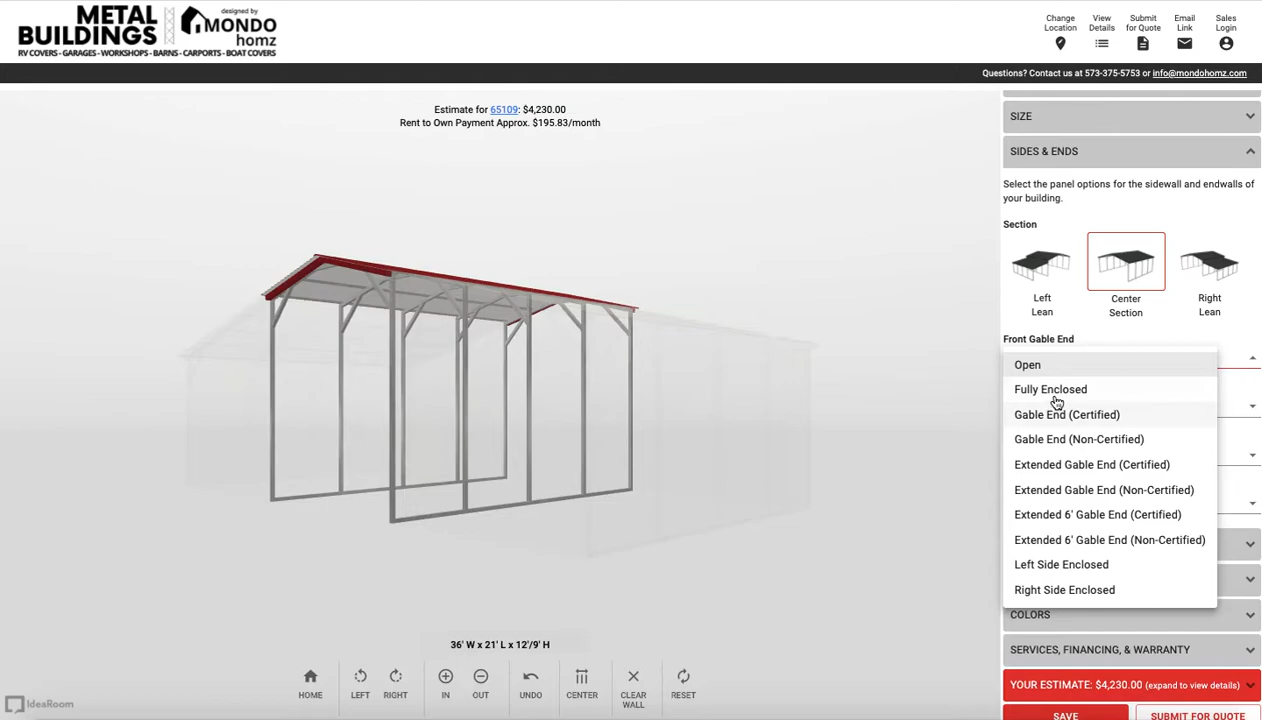 METAL
BUILDINGS
designed by
MONDO
homz
RV COVERS - GARAGES - WORKSHOPS - BARNS - CARPORTS - BOAT COVERS
Change
Location
View
Details
Submit
for Quote
Email
Link
Sales
Login
Questions? Contact us at 573-375-5753 or info@mondohomz.com
Estimate for 65109: $4,230.00
Rent to Own Payment Approx. $195.83/month
SIZE
SIDES & ENDS
Select the panel options for the sidewall and endwalls of
your building.
Section
Left
Lean
Center
Section
Right
Lean
Front Gable End
Open
Fully Enclosed
Gable End (Certified)
Gable End (Non-Certified)
Extended Gable End (Certified)
Extended Gable End (Non-Certified)
Extended 6' Gable End (Certified)
Extended 6' Gable End (Non-Certified)
Left Side Enclosed
Right Side Enclosed
COLORS
SERVICES, FINANCING, & WARRANTY
YOUR ESTIMATE: $4,230.00 (expand to view details)
SAVE
SUBMIT FOR QUOTE
36' W x 21' L x 12'/9' H
HOME
LEFT
RIGHT
IN
OUT
UNDO
CENTER
CLEAR
WALL
RESET
IdeaRoom